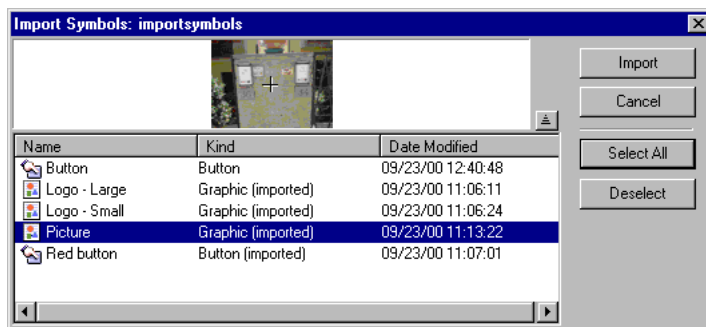 Import Symbols: importsymbols
Import
Cancel
Select All
Deselect
Name Kind Date Modified
Button Button 09/23/00 12:40:48
Logo - Large Graphic (imported) 09/23/00 11:06:11
Logo - Small Graphic (imported) 09/23/00 11:06:24
Picture Graphic (imported) 09/23/00 11:13:22
Red button Button (imported) 09/23/00 11:07:01